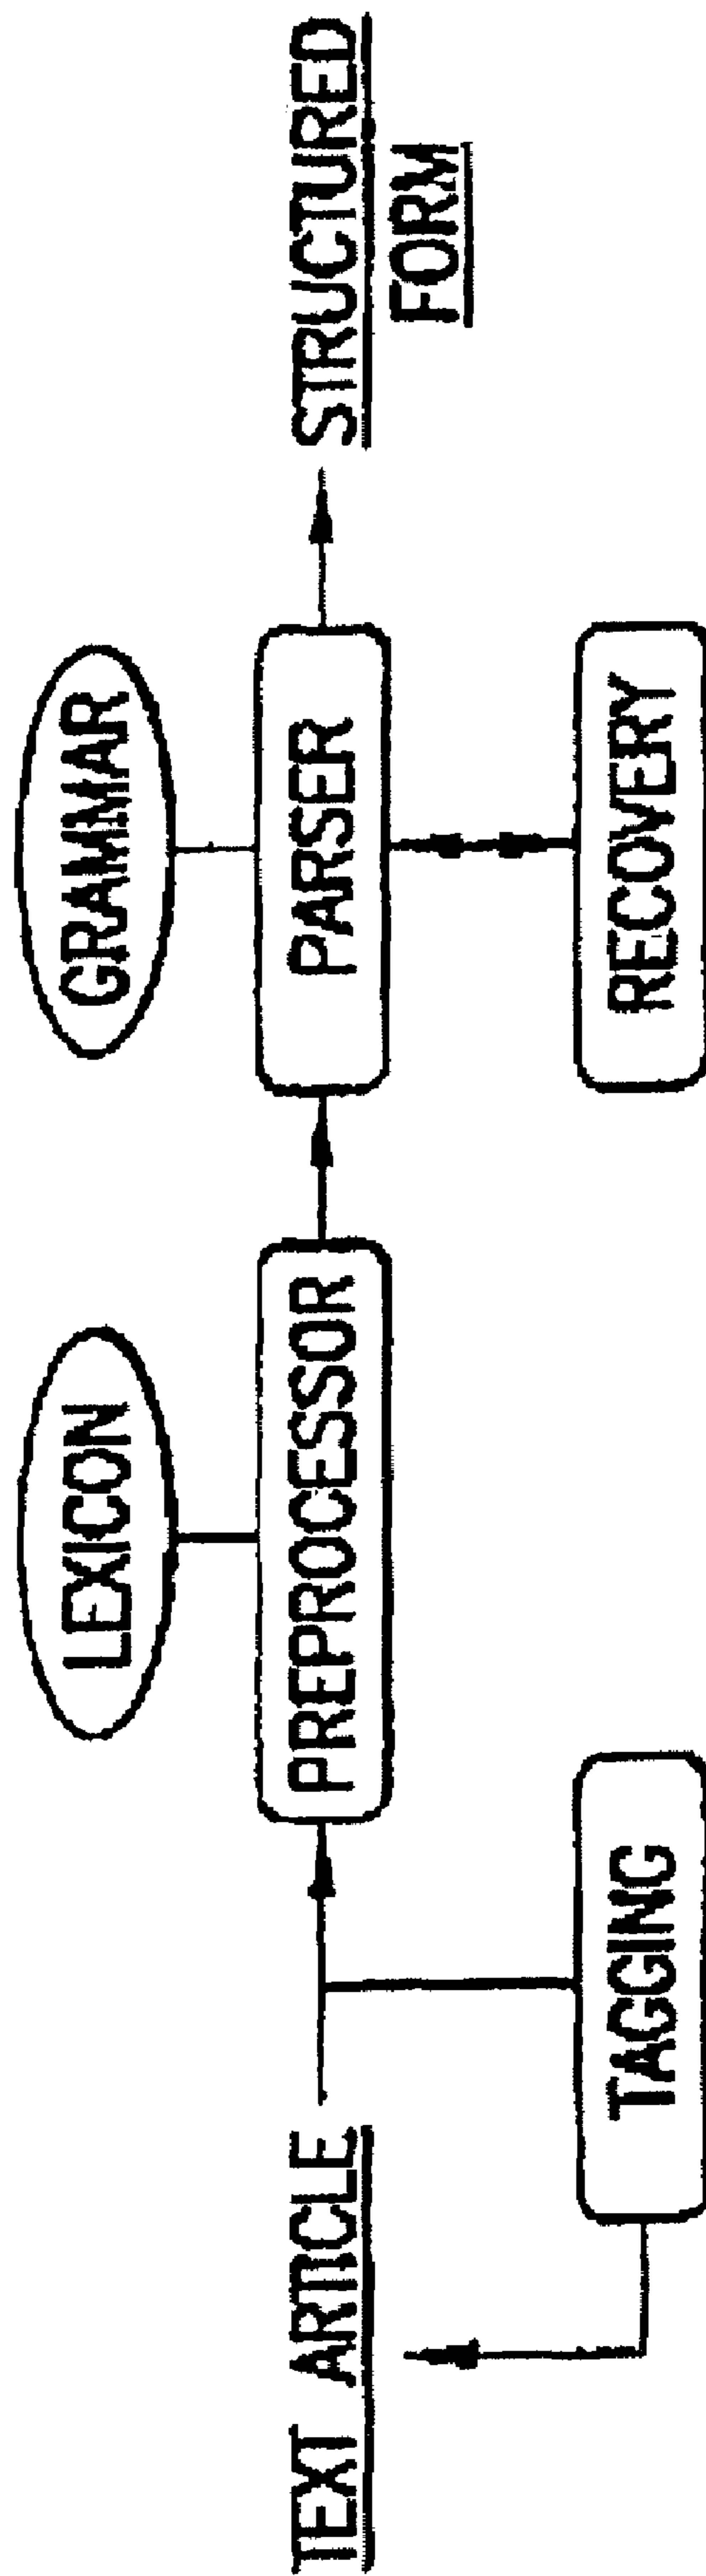 LEXICON
GRAMMAR
TEXT ARTICLE
PREPROCESSOR
PARSER
STRUCTURED
FORM
TAGGING
RECOVERY